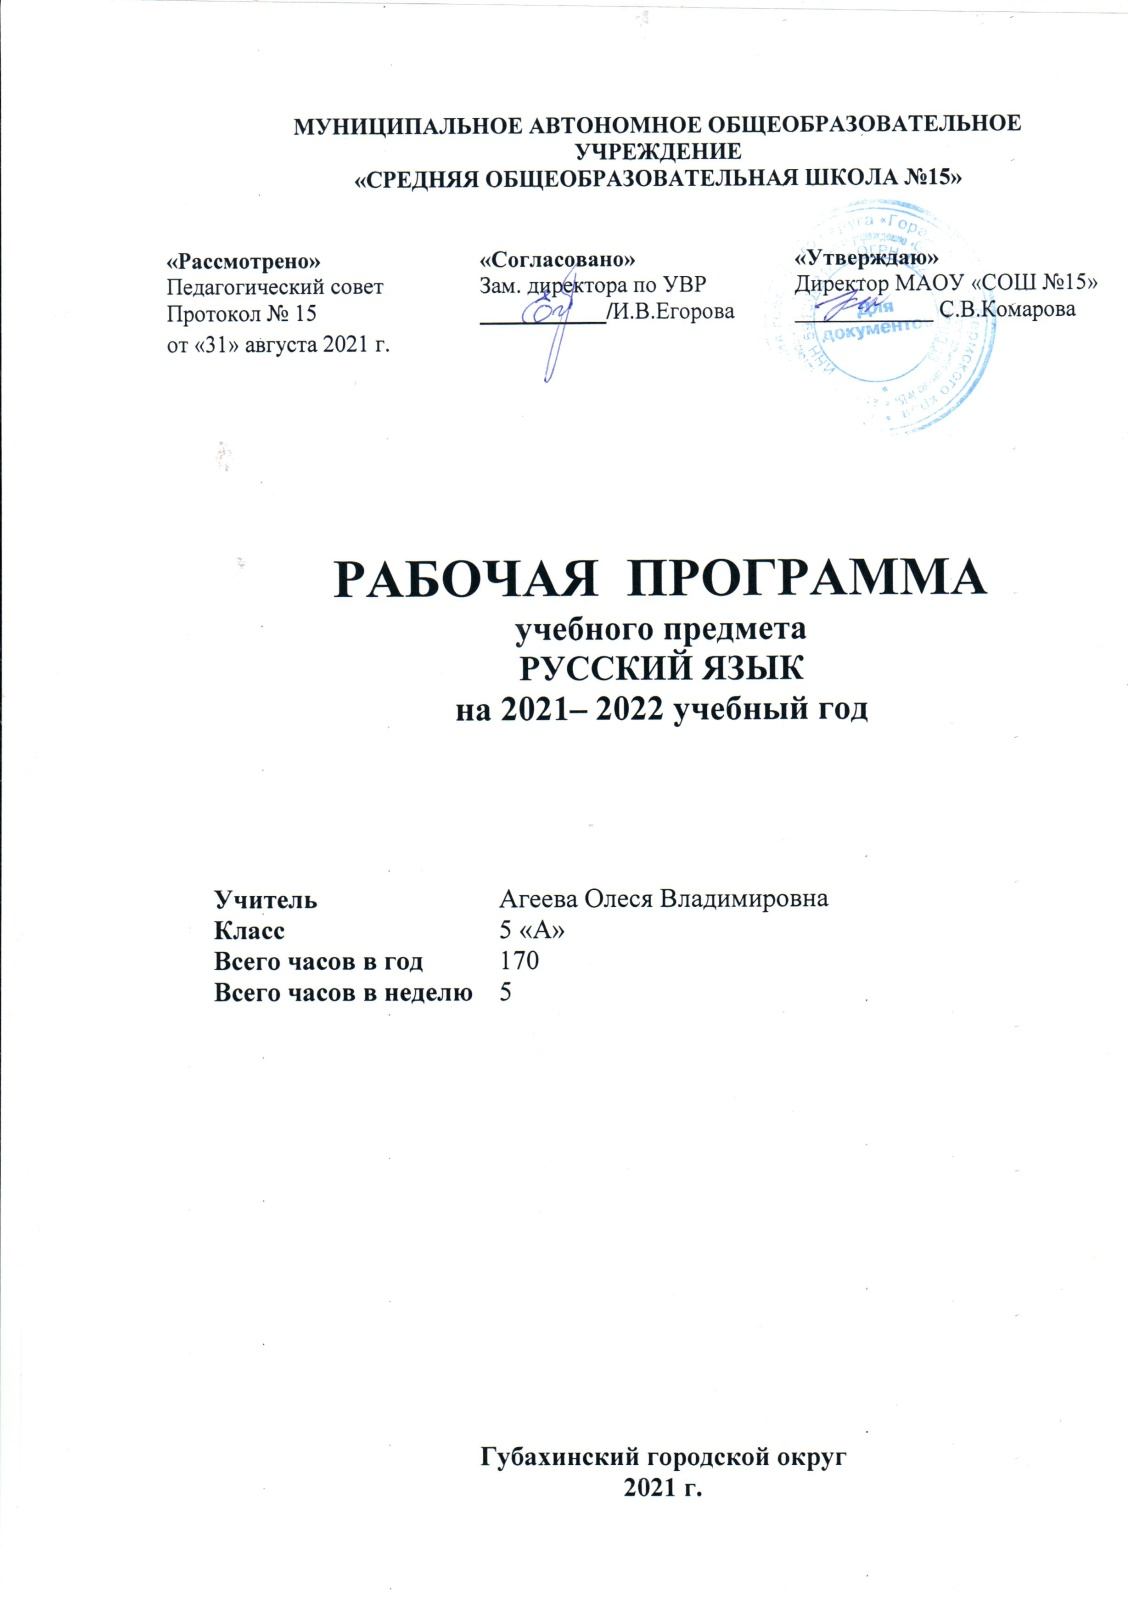 МУНИЦИПАЛЬНОЕ АВТОНОМНОЕ ОБЩЕОБРАЗОВАТЕЛЬНОЕ
УЧРЕЖДЕНИЕ
«СРЕДНЯЯ ОБЩЕОБРАЗОВАТЕЛЬНАЯ ШКОЛА №15»
«Рассмотрено»
Педагогический совет
Протокол № 15
от «31» августа 2021 г.
«Согласовано»
Зам. директора по УВР
/И.В.Егорова
«Утверждаю»
Директор МАОУ «СОШ №15»
С.В.Комарова
Для
документов
РАБОЧАЯ ПРОГРАММА
учебного предмета
РУССКИЙ ЯЗЫК
на 2021– 2022 учебный год
Учитель Агеева Олеся Владимировна
Класс 5 «А»
Всего часов в год 170
Всего часов в неделю 5
Губахинский городской округ
2021 г.